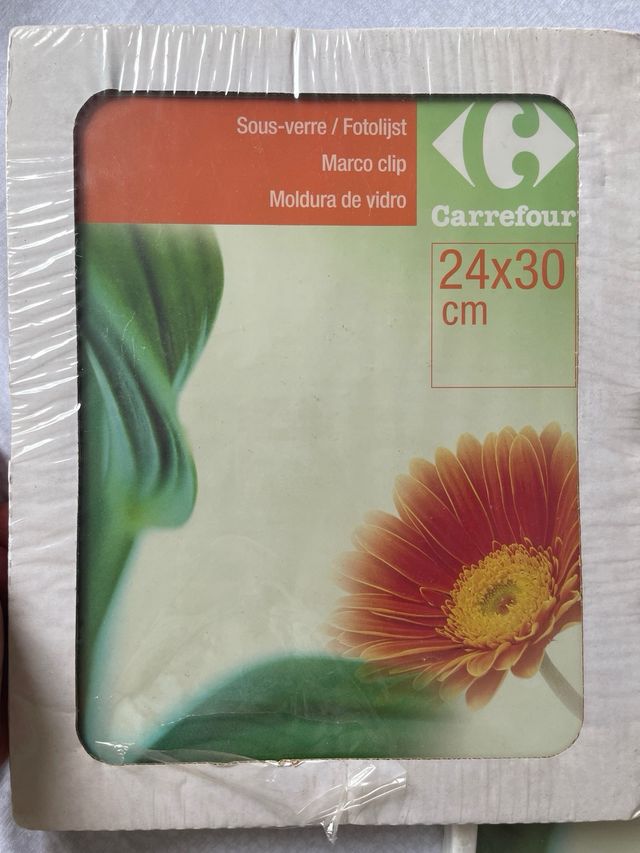 Sous-verre / Fotolijst
Marco clip
Moldura de vidro
Carrefour
24x30
cm